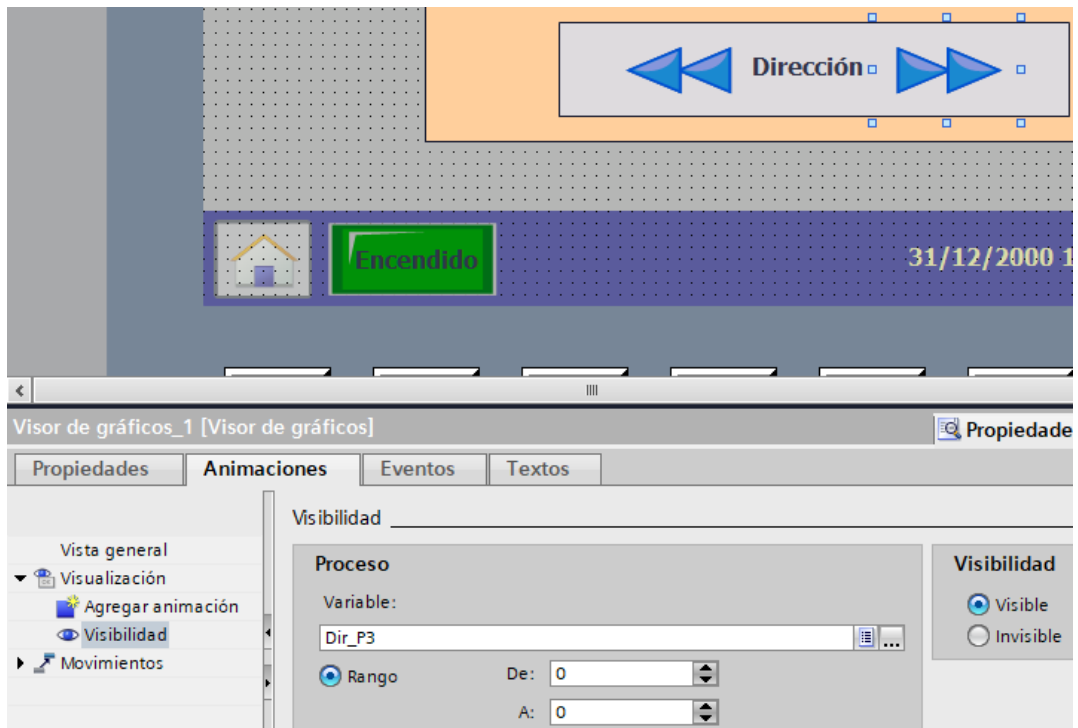 Dirección
Encendido
31/12/2000 1
Visor de gráficos_1 [Visor de gráficos]
Propiedade
Propiedades
Animaciones
Eventos
Textos
Visibilidad
Vista general
Visualización
Agregar animación
Visibilidad
Movimientos
Proceso
Variable:
Dir_P3
...
Rango
De: 0
A: 0
Visibilidad
Visible
Invisible